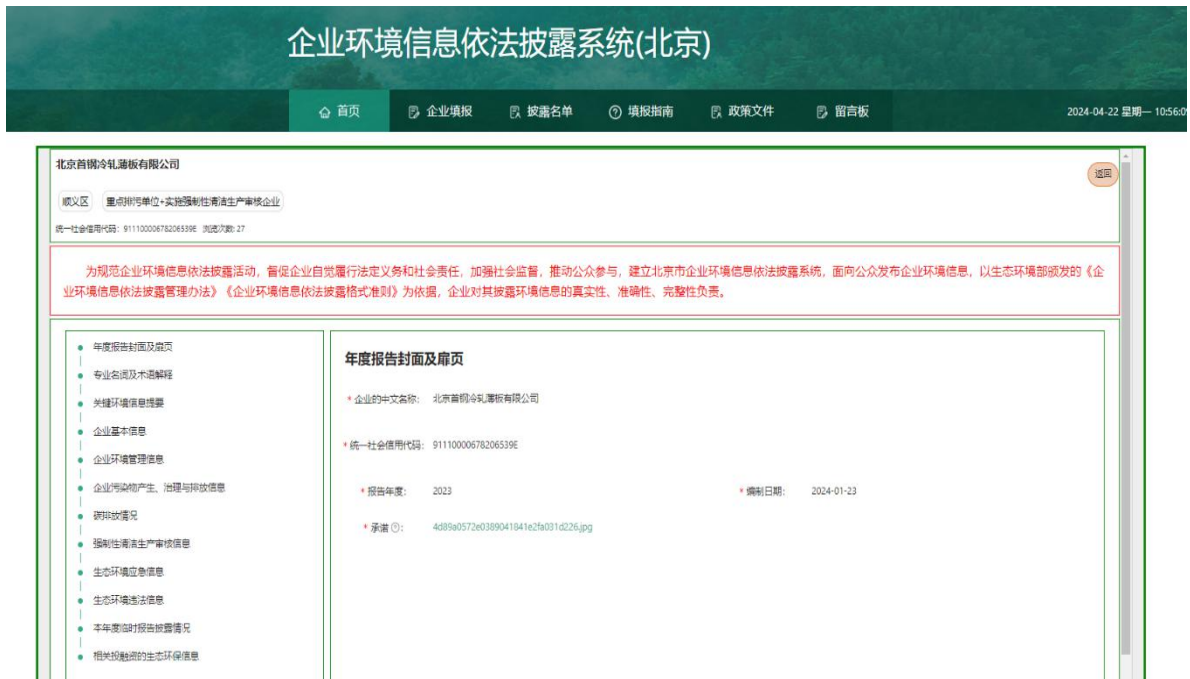 企业环境信息依法披露系统(北京)
首页 企业填报 披露名单 填报指南 政策文件 留言板 2024-04-22 星期一 10:56:09
北京首钢冷轧薄板有限公司
返回
顺义区 重点排污单位+实施强制性清洁生产审核企业
统一社会信用代码：91110000678206539E 浏览次数: 27
为规范企业环境信息依法披露活动，督促企业自觉履行法定义务和社会责任，加强社会监督，推动公众参与，建立北京市企业环境信息依法披露系统，面向公众发布企业环境信息，以生态环境部颁发的《企
业环境信息依法披露管理办法》《企业环境信息依法披露格式准则》为依据，企业对其披露环境信息的真实性、准确性、完整性负责。
年度报告封面及扉页
专业名词及术语解释
关键环境信息提要
企业基本信息
企业环境管理信息
企业污染物产生、治理与排放信息
碳排放情况
强制性清洁生产审核信息
生态环境应急信息
生态环境违法信息
本年度临时报告披露情况
相关投融资的生态环保信息
年度报告封面及扉页
* 企业的中文名称: 北京首钢冷轧薄板有限公司
* 统一社会信用代码: 91110000678206539E
* 报告年度: 2023 * 编制日期: 2024-01-23
* 承诺 ?: 4d89a0572e0389041841e2fa031d226.jpg